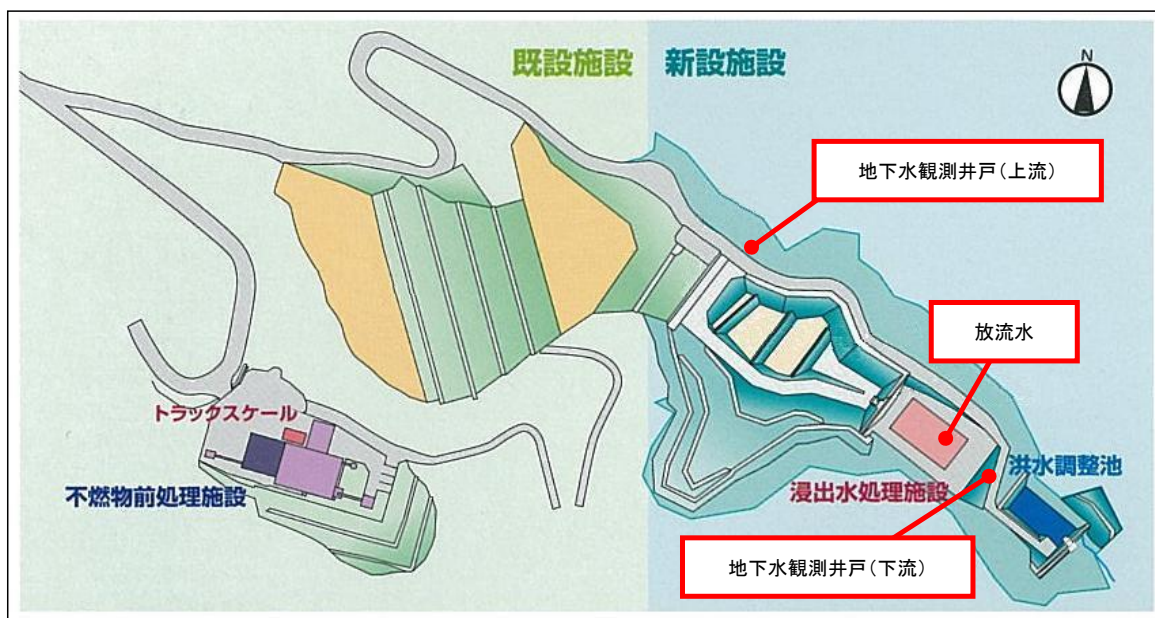 既設施設
新設施設
N
地下水観測井戸(上流)
放流水
トラックスケール
不燃物前処理施設
浸出水処理施設
洪水調整池
地下水観測井戸(下流)